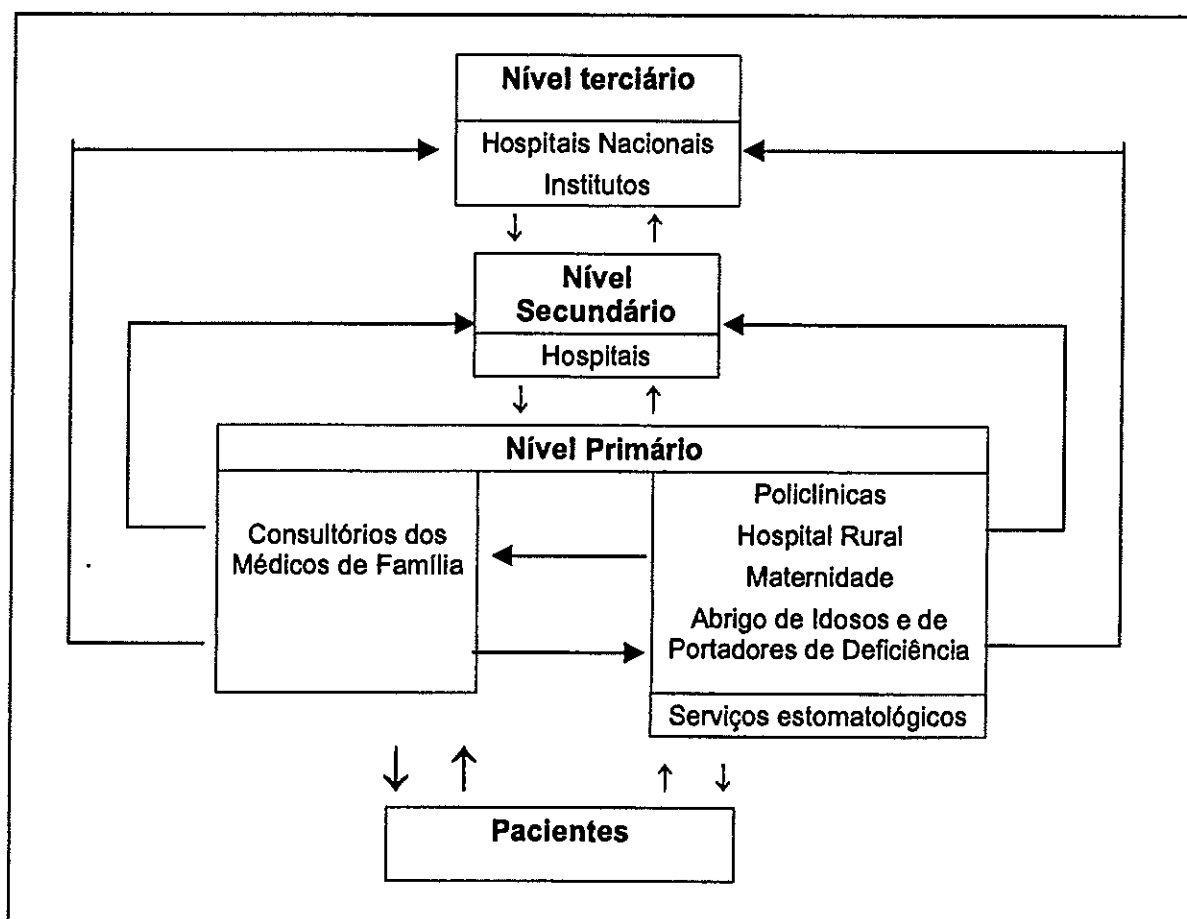 Nível terciário
Hospitais Nacionais
Institutos
Nível
Secundário
Hospitais
Nível Primário
Consultórios dos
Médicos de Família
Policlínicas
Hospital Rural
Maternidade
Abrigo de Idosos e de
Portadores de Deficiência
Serviços estomatológicos
Pacientes